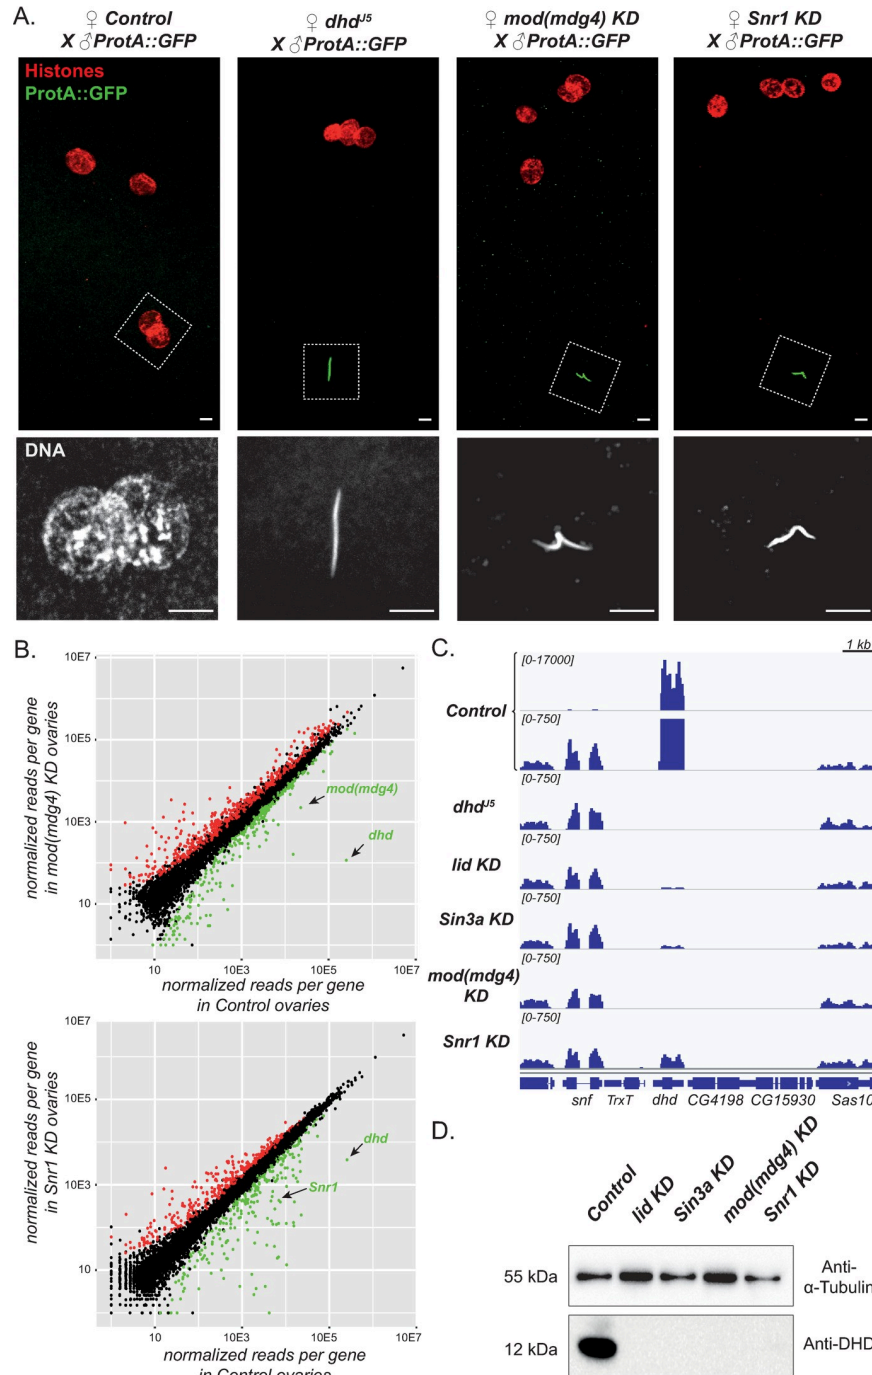 A.
♀ Control
X ♂ProtA::GFP
♀ dhdJ5
X ♂ProtA::GFP
♀ mod(mdg4) KD
X ♂ProtA::GFP
♀ Snr1 KD
X ♂ProtA::GFP
Histones
ProtA::GFP
DNA
B.
10E7
10E5
10E3
10
normalized reads per gene
in mod(mdg4) KD ovaries
mod(mdg4)
dhd
10
10E3
10E5
10E7
normalized reads per gene
in Control ovaries
10E7
10E5
10E3
10
normalized reads per gene
in Snr1 KD ovaries
dhd
Snr1
10
10E3
10E5
10E7
normalized reads per gene
in Control ovaries
C.
1 kb
Control
[0-17000]
[0-750]
dhdJ5
[0-750]
lid KD
[0-750]
Sin3a KD
[0-750]
mod(mdg4)
KD
[0-750]
Snr1 KD
[0-750]
snf
TrxT
dhd
CG4198
CG15930
Sas10
D.
Control
lid KD
Sin3a KD
mod(mdg4) KD
Snr1 KD
55 kDa
Anti-
α-Tubulin
12 kDa
Anti-DHD